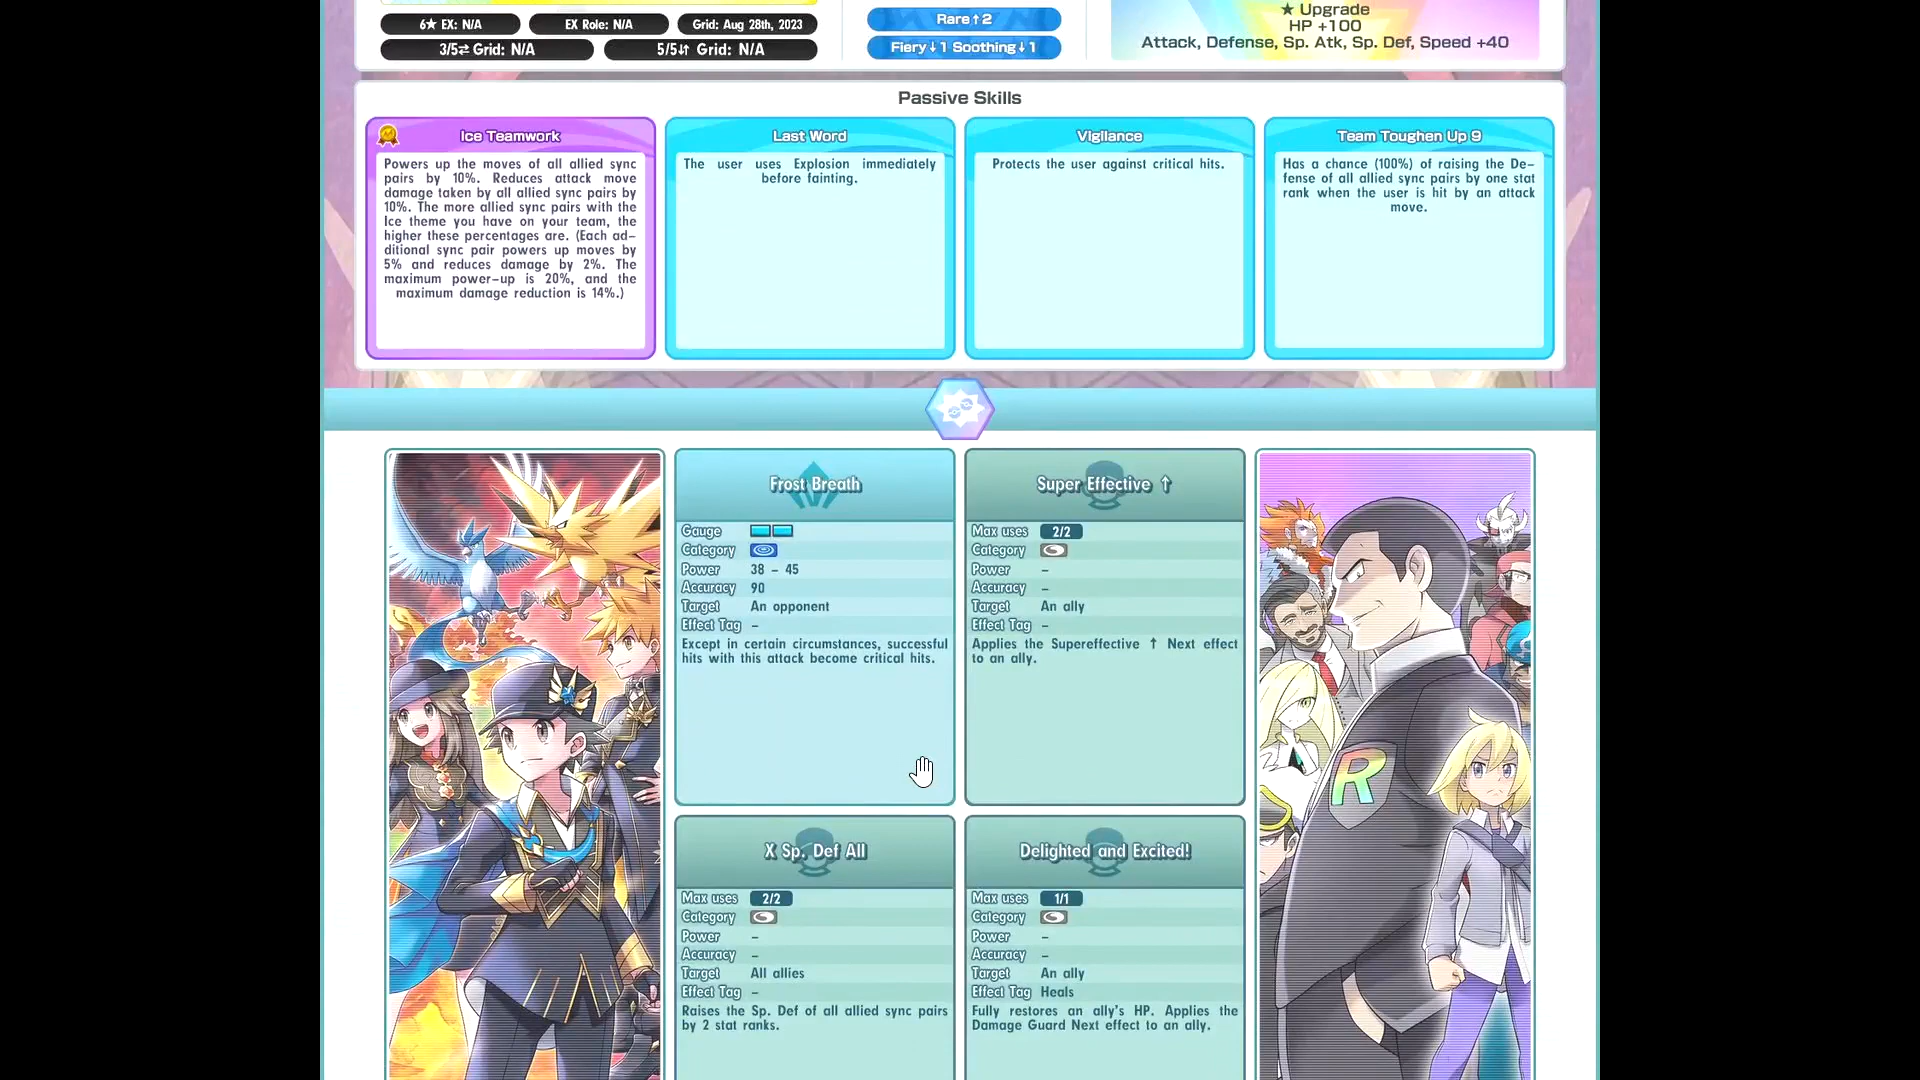 6★ EX: N/A
EX Role: N/A
Grid: Aug 28th, 2023
3/5⇄ Grid: N/A
5/5⇵ Grid: N/A
Rare↑2
Fiery↓1 Soothing↓1
★ Upgrade
HP +100
Attack, Defense, Sp. Atk, Sp. Def, Speed +40
Passive Skills
Ice Teamwork
Powers up the moves of all allied sync
pairs by 10%. Reduces attack move
damage taken by all allied sync pairs by
10%. The more allied sync pairs with the
Ice theme you have on your team, the
higher these percentages are. (Each ad-
ditional sync pair powers up moves by
5% and reduces damage by 2%. The
maximum power-up is 20%, and the
maximum damage reduction is 14%.)
Last Word
The user uses Explosion immediately
before fainting.
Vigilance
Protects the user against critical hits.
Team Toughen Up 9
Has a chance (100%) of raising the De-
fense of all allied sync pairs by one stat
rank when the user is hit by an attack
move.
Frost Breath
Gauge
Category
Power 38 - 45
Accuracy 90
Target An opponent
Effect Tag -
Except in certain circumstances, successful
hits with this attack become critical hits.
Super Effective ↑
Max uses 2/2
Category
Power -
Accuracy -
Target An ally
Effect Tag -
Applies the Supereffective ↑ Next effect
to an ally.
X Sp. Def All
Max uses 2/2
Category
Power -
Accuracy -
Target All allies
Effect Tag -
Raises the Sp. Def of all allied sync pairs
by 2 stat ranks.
Delighted and Excited!
Max uses 1/1
Category
Power -
Accuracy -
Target An ally
Effect Tag Heals
Fully restores an ally's HP. Applies the
Damage Guard Next effect to an ally.
R